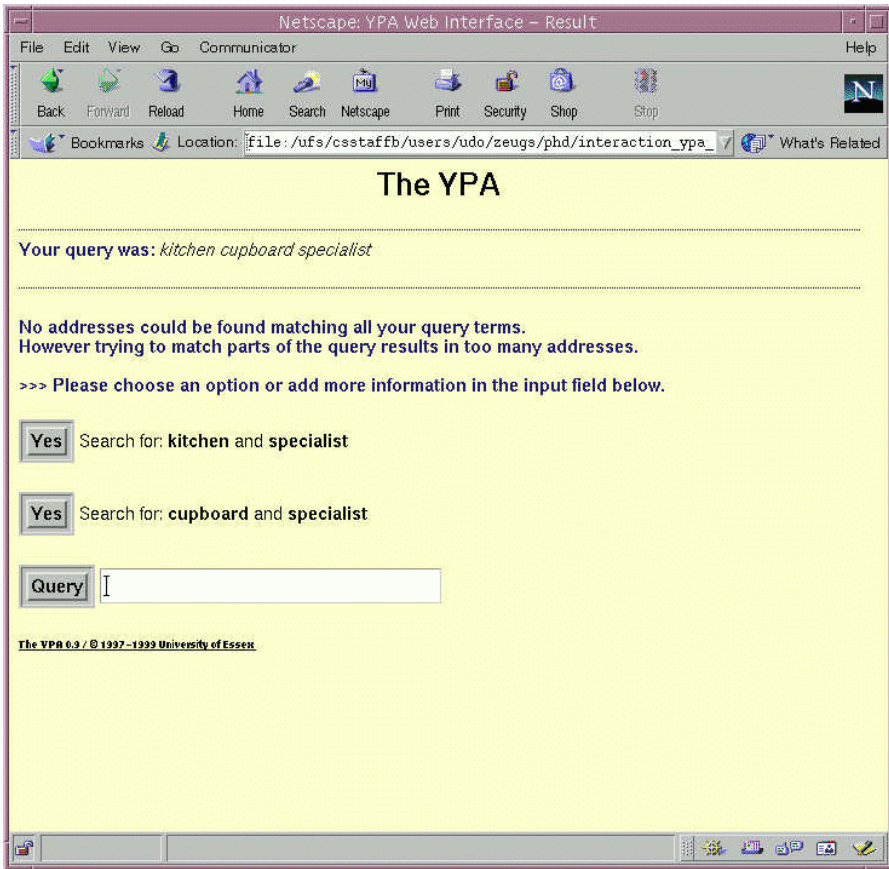 Netscape: YPA Web Interface – Result
File Edit View Go Communicator Help
My
N
Back Forward Reload Home Search Netscape Print Security Shop Stop
Bookmarks Location: file:/ufs/csstaffb/users/udo/zeugs/phd/interaction_ypa_ What's Related
The YPA
Your query was: kitchen cupboard specialist
No addresses could be found matching all your query terms.
However trying to match parts of the query results in too many addresses.
>>> Please choose an option or add more information in the input field below.
Yes Search for: kitchen and specialist
Yes Search for: cupboard and specialist
Query
The YPA 0.9 / © 1997-1999 University of Essex